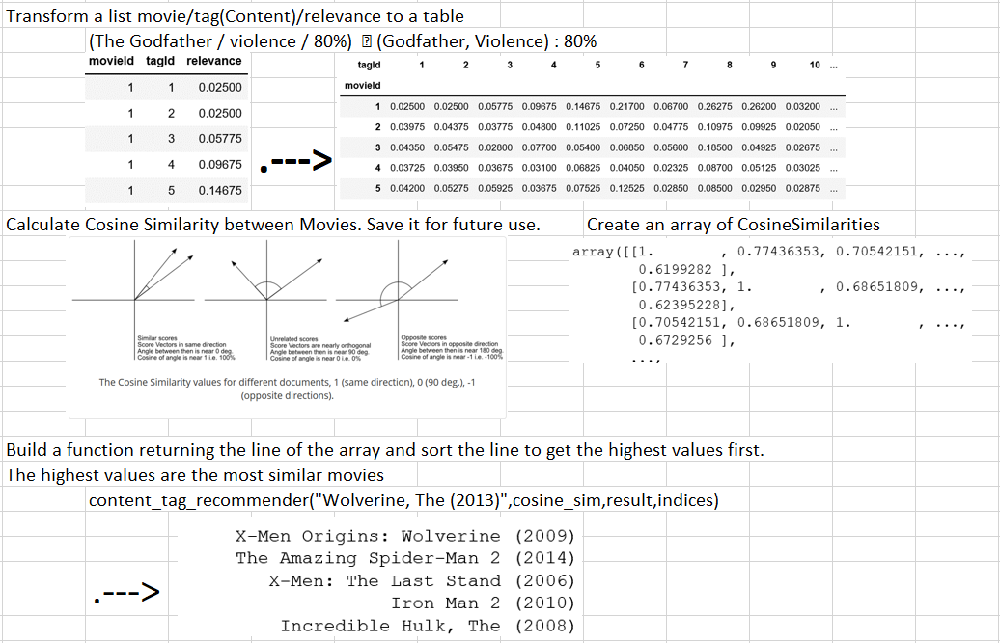 Transform a list movie/tag(Content)/relevance to a table
(The Godfather / violence / 80%) ⍰ (Godfather, Violence) : 80%
movieId tagId relevance
1 1 0.02500
1 2 0.02500
1 3 0.05775
1 4 0.09675
1 5 0.14675
.--->
tagId 1 2 3 4 5 6 7 8 9 10 ...
movieId
1 0.02500 0.02500 0.05775 0.09675 0.14675 0.21700 0.06700 0.26275 0.26200 0.03200 ...
2 0.03975 0.04375 0.03775 0.04800 0.11025 0.07250 0.04775 0.10975 0.09925 0.02050 ...
3 0.04350 0.05475 0.02800 0.07700 0.05400 0.06850 0.05600 0.18500 0.04925 0.02675 ...
4 0.03725 0.03950 0.03675 0.03100 0.06825 0.04050 0.02325 0.08700 0.05125 0.03025 ...
5 0.04200 0.05275 0.05925 0.03675 0.07525 0.12525 0.02850 0.08500 0.02950 0.02875 ...
Calculate Cosine Similarity between Movies. Save it for future use.
Similar scores
Score Vectors in same direction
Angle between then is near 0 deg.
Cosine of angle is near 1 i.e. 100%
Unrelated scores
Score Vectors are nearly orthogonal
Angle between then is near 90 deg.
Cosine of angle is near 0 i.e. 0%
Opposite scores
Score Vectors in opposite direction
Angle between then is near 180 deg.
Cosine of angle is near -1 i.e. -100%
The Cosine Similarity values for different documents, 1 (same direction), 0 (90 deg.), -1
(opposite directions).
Create an array of CosineSimilarities
array([[1. , 0.77436353, 0.70542151, ...,
0.6199282 ],
[0.77436353, 1. , 0.68651809, ...,
0.62395228],
[0.70542151, 0.68651809, 1. , ...,
0.6729256 ],
...,
Build a function returning the line of the array and sort the line to get the highest values first.
The highest values are the most similar movies
content_tag_recommender("Wolverine, The (2013)",cosine_sim,result,indices)
.--->
X-Men Origins: Wolverine (2009)
The Amazing Spider-Man 2 (2014)
X-Men: The Last Stand (2006)
Iron Man 2 (2010)
Incredible Hulk, The (2008)